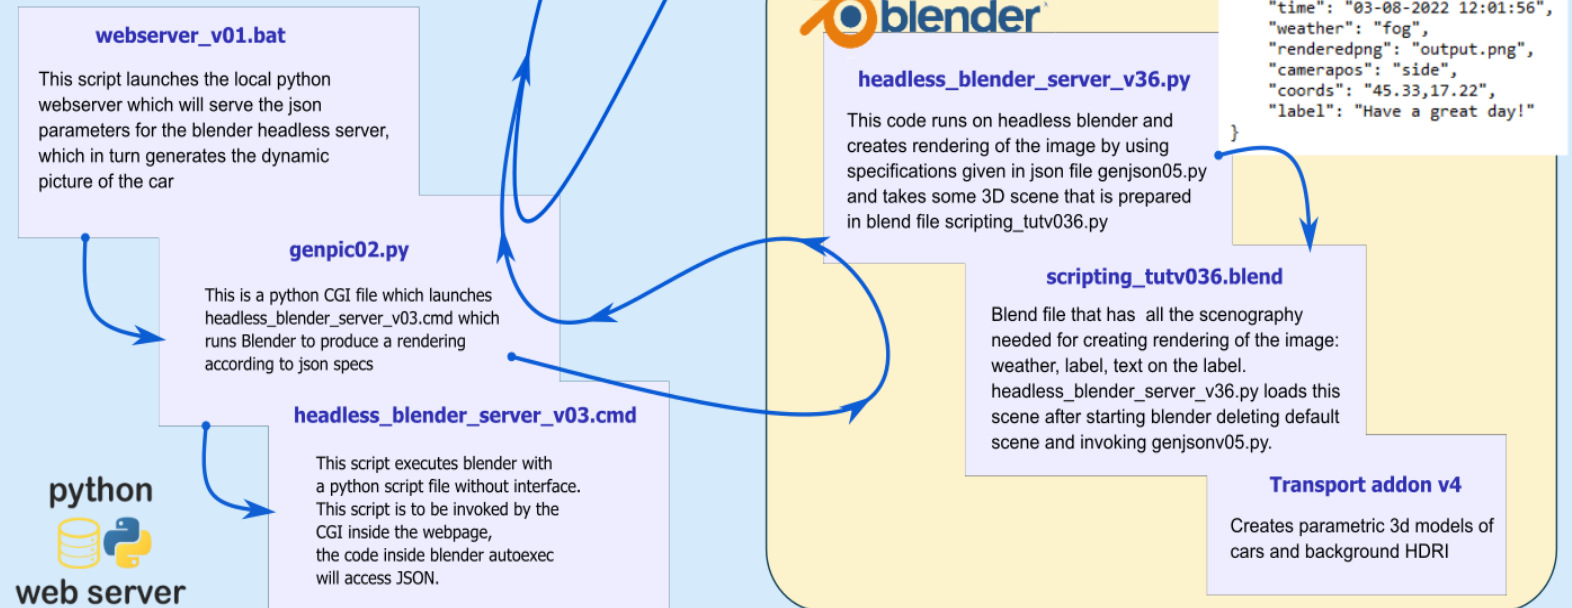 webserver_v01.bat
This script launches the local python
webserver which will serve the json
parameters for the blender headless server,
which in turn generates the dynamic
picture of the car
genpic02.py
This is a python CGI file which launches
headless_blender_server_v03.cmd which
runs Blender to produce a rendering
according to json specs
headless_blender_server_v03.cmd
This script executes blender with
a python script file without interface.
This script is to be invoked by the
CGI inside the webpage,
the code inside blender autoexec
will access JSON.
python
web server
blender
headless_blender_server_v36.py
This code runs on headless blender and
creates rendering of the image by using
specifications given in json file genjson05.py
and takes some 3D scene that is prepared
in blend file scripting_tutv036.py
"time": "03-08-2022 12:01:56",
"weather": "fog",
"renderedpng": "output.png",
"camerapos": "side",
"coords": "45.33,17.22",
"label": "Have a great day!"
}
scripting_tutv036.blend
Blend file that has all the scenography
needed for creating rendering of the image:
weather, label, text on the label.
headless_blender_server_v36.py loads this
scene after starting blender deleting default
scene and invoking genjsonv05.py.
Transport addon v4
Creates parametric 3d models of
cars and background HDRI